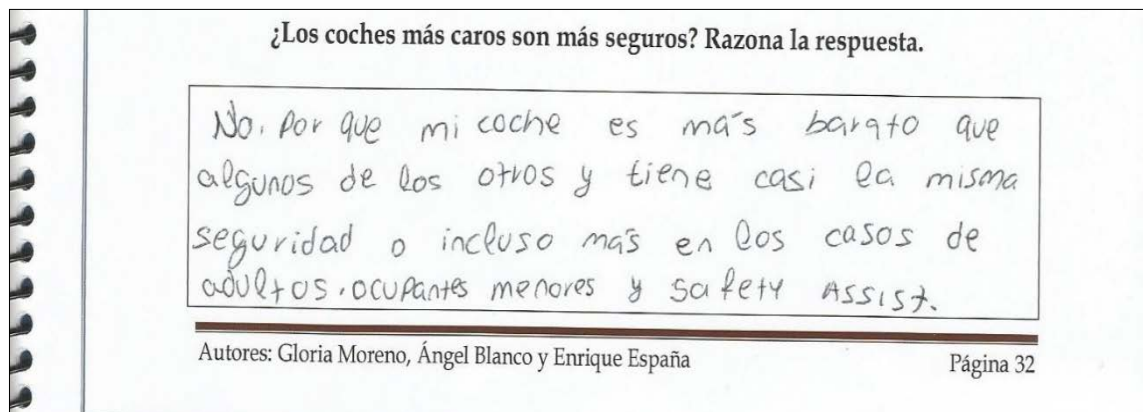 ¿Los coches más caros son más seguros? Razona la respuesta.
No, por que mi coche es más barato que
algunos de los otros y tiene casi la misma
seguridad o incluso más en los casos de
adultos, ocupantes menores y safety Assist.
Autores: Gloria Moreno, Ángel Blanco y Enrique España
Página 32